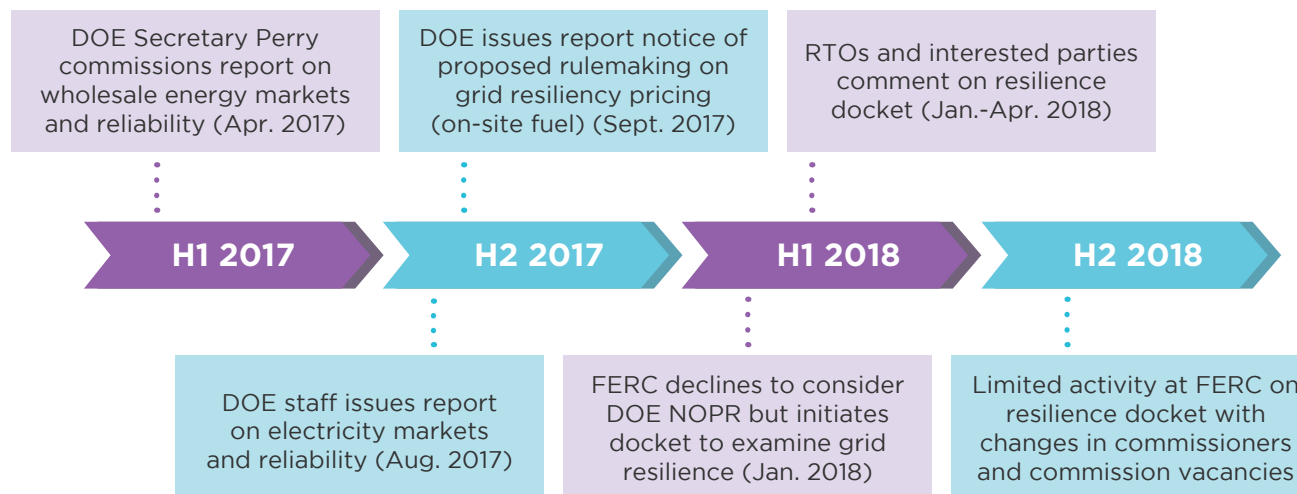 DOE Secretary Perry
commissions report on
wholesale energy markets
and reliability (Apr. 2017)
DOE issues report notice of
proposed rulemaking on
grid resiliency pricing
(on-site fuel) (Sept. 2017)
RTOs and interested parties
comment on resilience
docket (Jan.-Apr. 2018)
H1 2017
H2 2017
H1 2018
H2 2018
DOE staff issues report
on electricity markets
and reliability (Aug. 2017)
FERC declines to consider
DOE NOPR but initiates
docket to examine grid
resilience (Jan. 2018)
Limited activity at FERC on
resilience docket with
changes in commissioners
and commission vacancies